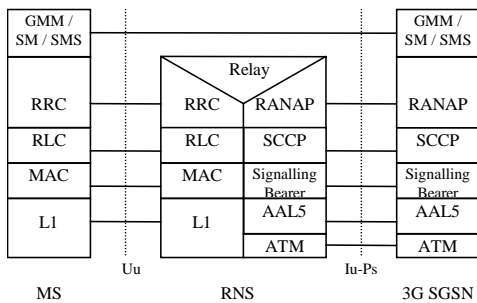 GMM /
SM / SMS
GMM /
SM / SMS
Relay
RRC
RRC
RANAP
RANAP
RLC
RLC
SCCP
SCCP
MAC
MAC
Signalling
Bearer
Signalling
Bearer
L1
L1
AAL5
AAL5
ATM
ATM
Uu
Iu-Ps
MS
RNS
3G SGSN